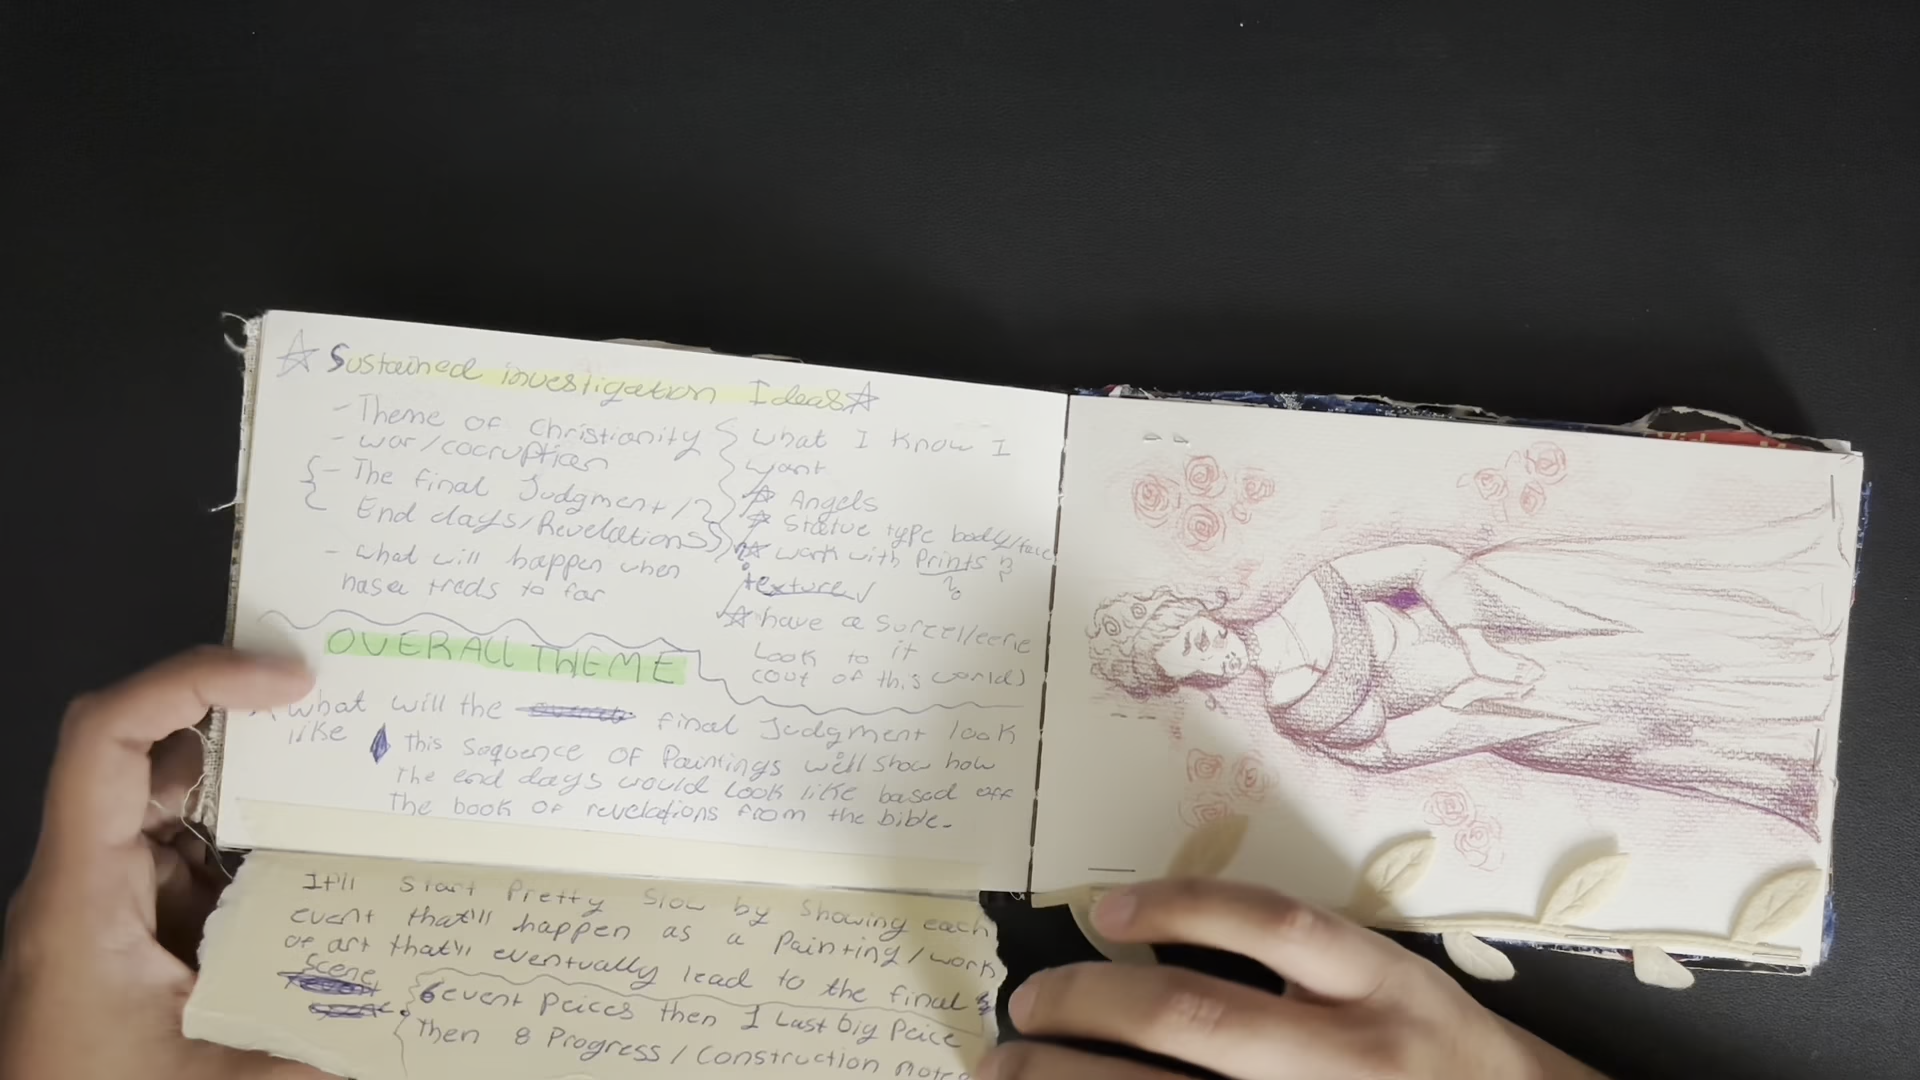 Sustained investigation Ideas
- Theme of christianity
- war/cocruption
- The final Judgment/
End days/Revelations
- what will happen when
treds to far
what I know I
want
Angels
Statue type body/face
work with Prints
texture
have a Surcel/eerie
Look to it
(out of this world)
OVERALL THEME
what will the final Judgment look
like
This Sequence of Paintings will show how
the end days would look like based off
the book of revelations from the bible.
It'll start Pretty Slow by Showing each
event that'll happen as a Painting/work
of art that'll eventually lead to the final
Scene
6 event Peices then 1 Last big Peice
Then 8 Progress/Construction